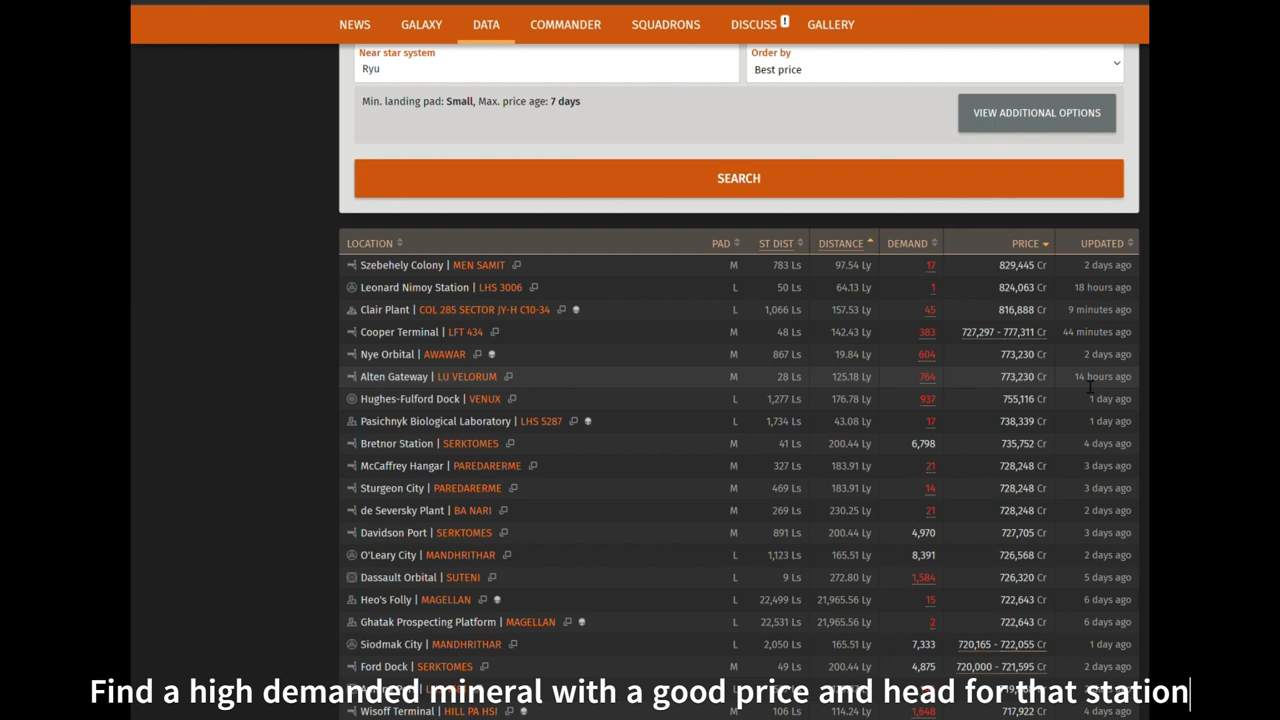 NEWS GALAXY DATA COMMANDER SQUADRONS DISCUSS ! GALLERY
Near star system Order by
Ryu Best price
Min. landing pad: Small, Max. price age: 7 days VIEW ADDITIONAL OPTIONS
SEARCH
LOCATION PAD ST DIST DISTANCE DEMAND PRICE UPDATED
Szebehely Colony | MEN SAMIT M 783 Ls 97.54 Ly 17 829,445 Cr 2 days ago
Leonard Nimoy Station | LHS 3006 L 50 Ls 64.13 Ly 1 824,063 Cr 18 hours ago
Clair Plant | COL 285 SECTOR JY-H C10-34 L 1,066 Ls 157.53 Ly 45 816,888 Cr 9 minutes ago
Cooper Terminal | LFT 434 M 48 Ls 142.43 Ly 383 727,297 - 777,311 Cr 44 minutes ago
Nye Orbital | AWAWAR M 867 Ls 19.84 Ly 604 773,230 Cr 2 days ago
Alten Gateway | LU VELORUM M 28 Ls 125.18 Ly 764 773,230 Cr 14 hours ago
Hughes-Fulford Dock | VENUX L 1,277 Ls 176.78 Ly 937 755,116 Cr 1 day ago
Pasichnyk Biological Laboratory | LHS 5287 L 1,734 Ls 43.08 Ly 17 738,339 Cr 1 day ago
Bretnor Station | SERKTOMES M 41 Ls 200.44 Ly 6,798 735,752 Cr 4 days ago
McCaffrey Hangar | PAREDARERME M 327 Ls 183.91 Ly 21 728,248 Cr 3 days ago
Sturgeon City | PAREDARERME M 469 Ls 183.91 Ly 14 728,248 Cr 3 days ago
de Seversky Plant | BA NARI M 269 Ls 230.25 Ly 21 728,248 Cr 2 days ago
Davidson Port | SERKTOMES M 891 Ls 200.44 Ly 4,970 727,705 Cr 3 days ago
O'Leary City | MANDHRITHAR L 1,123 Ls 165.51 Ly 8,391 726,568 Cr 2 days ago
Dassault Orbital | SUTENI L 9 Ls 272.80 Ly 1,584 726,320 Cr 5 days ago
Heo's Folly | MAGELLAN L 22,499 Ls 21,965.56 Ly 15 722,643 Cr 6 days ago
Ghatak Prospecting Platform | MAGELLAN L 22,531 Ls 21,965.56 Ly 2 722,643 Cr 6 days ago
Siodmak City | MANDHRITHAR L 2,050 Ls 165.51 Ly 7,333 720,165 - 722,055 Cr 1 day ago
Ford Dock | SERKTOMES M 49 Ls 200.44 Ly 4,875 720,000 - 721,595 Cr 2 days ago
Find a high demanded mineral with a good price and head for that station
Wisoff Terminal | HILL PA HSI M 106 Ls 114.24 Ly 1,648 717,922 Cr 4 days ago